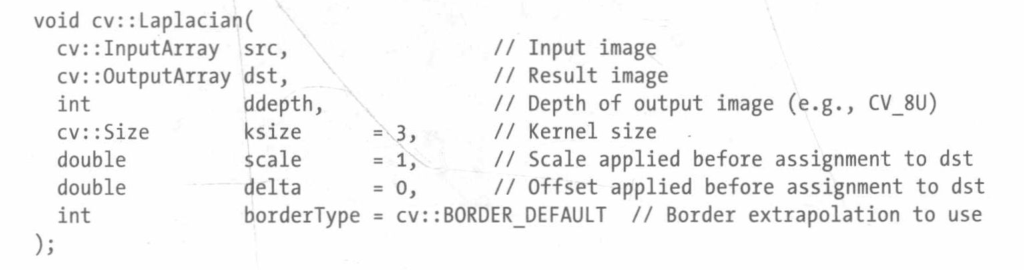 void cv::Laplacian(
cv::InputArray src, // Input image
cv::OutputArray dst, // Result image
int ddepth, // Depth of output image (e.g., CV_8U)
cv::Size ksize = 3, // Kernel size
double scale = 1, // Scale applied before assignment to dst
double delta = 0, // Offset applied before assignment to dst
int borderType = cv::BORDER_DEFAULT // Border extrapolation to use
);